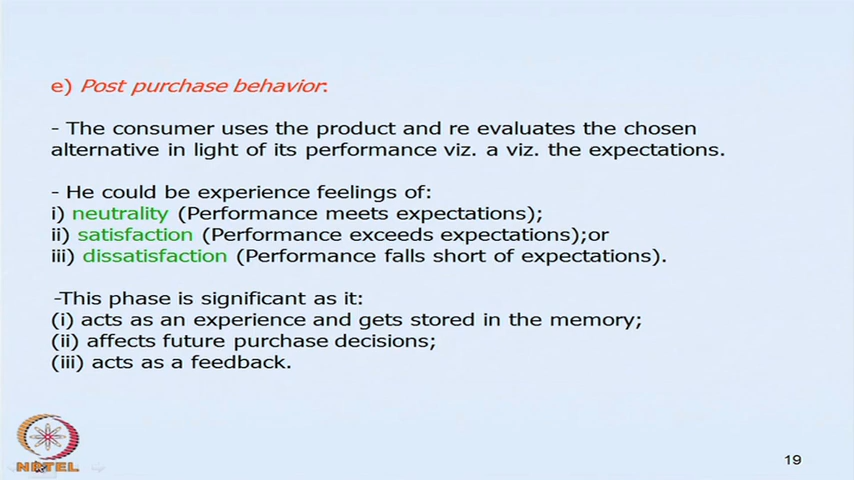 e) Post purchase behavior:
- The consumer uses the product and re evaluates the chosen
alternative in light of its performance viz. a viz. the expectations.
- He could be experience feelings of:
i) neutrality (Performance meets expectations);
ii) satisfaction (Performance exceeds expectations);or
iii) dissatisfaction (Performance falls short of expectations).
-This phase is significant as it:
(i) acts as an experience and gets stored in the memory;
(ii) affects future purchase decisions;
(iii) acts as a feedback.
NPTEL
19